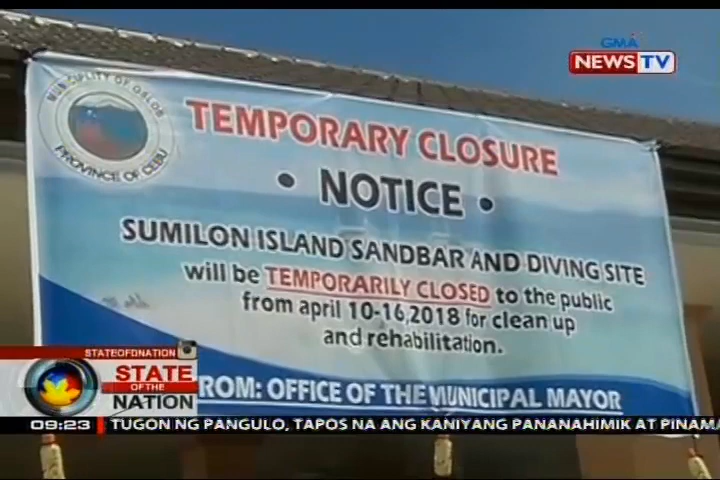 GMA
NEWS TV
MUNICIPALITY OF OSLOB
PROVINCE OF CEBU
TEMPORARY CLOSURE
• NOTICE •
SUMILON ISLAND SANDBAR AND DIVING SITE
will be TEMPORARILY CLOSED to the public
from april 10-16,2018 for clean up
and rehabilitation.
ROM: OFFICE OF THE MUNICIPAL MAYOR
STATEOFDNATION
STATE
OF THE
NATION
09:23 TUGON NG PANGULO, TAPOS NA ANG KANIYANG PANANAHIMIK AT PINAMA